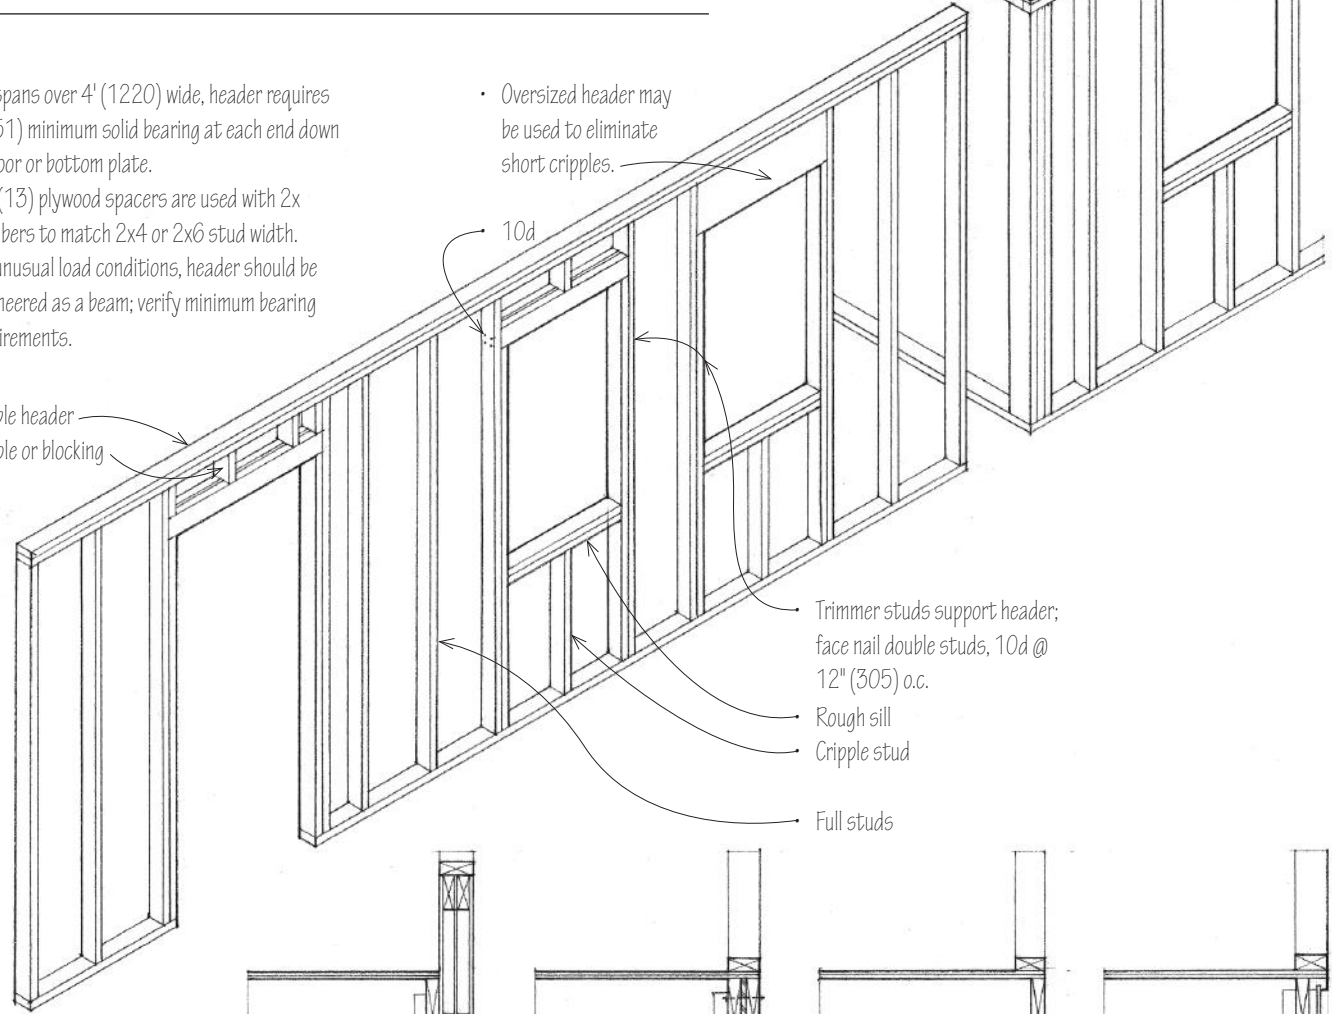 spans over 4' (1220) wide, header requires
51) minimum solid bearing at each end down
or bottom plate.
(13) plywood spacers are used with 2x
bers to match 2x4 or 2x6 stud width.
unusual load conditions, header should be
neered as a beam; verify minimum bearing
irements.
• Oversized header may
be used to eliminate
short cripples.
• 10d
ble header
ple or blocking
• Trimmer studs support header;
face nail double studs, 10d @
12" (305) o.c.
• Rough sill
• Cripple stud
• Full studs